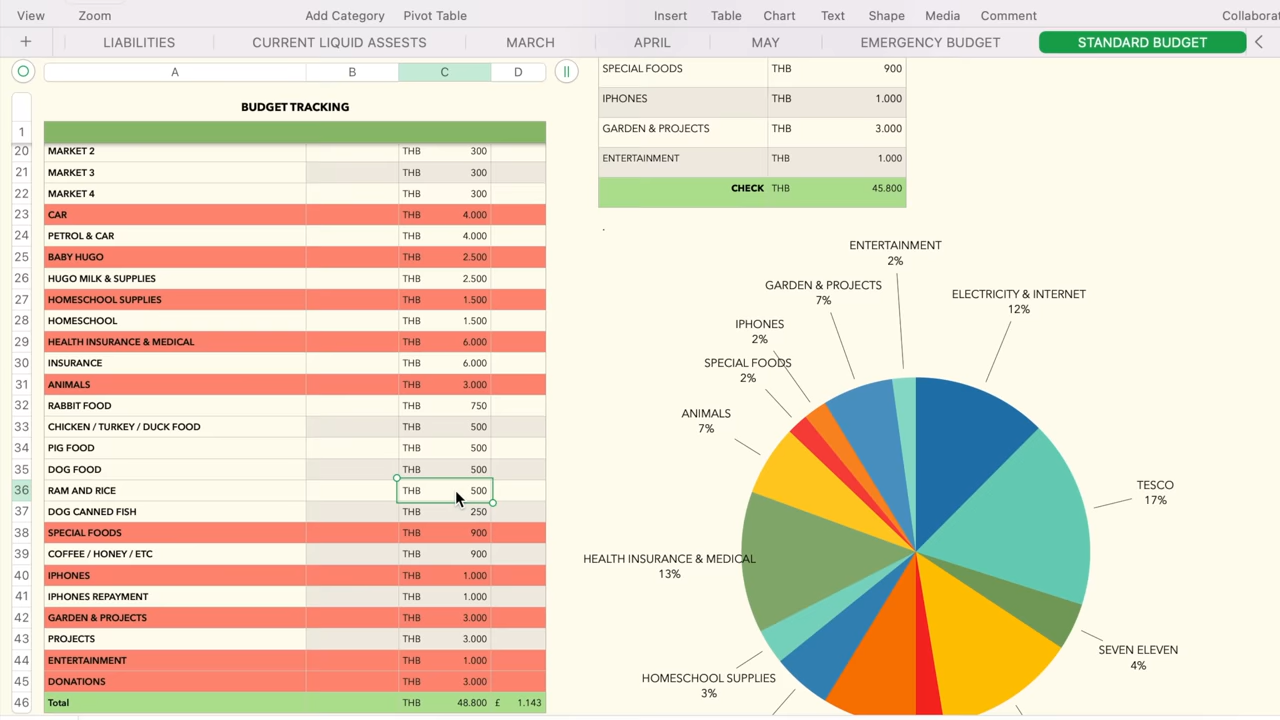 View Zoom Add Category Pivot Table Insert Table Chart Text Shape Media Comment Collaborat
+ LIABILITIES CURRENT LIQUID ASSESTS MARCH APRIL MAY EMERGENCY BUDGET STANDARD BUDGET
A B C D
BUDGET TRACKING
1
20 MARKET 2 THB 300
21 MARKET 3 THB 300
22 MARKET 4 THB 300
23 CAR THB 4.000
24 PETROL & CAR THB 4.000
25 BABY HUGO THB 2.500
26 HUGO MILK & SUPPLIES THB 2.500
27 HOMESCHOOL SUPPLIES THB 1.500
28 HOMESCHOOL THB 1.500
29 HEALTH INSURANCE & MEDICAL THB 6.000
30 INSURANCE THB 6.000
31 ANIMALS THB 3.000
32 RABBIT FOOD THB 750
33 CHICKEN / TURKEY / DUCK FOOD THB 500
34 PIG FOOD THB 500
35 DOG FOOD THB 500
36 RAM AND RICE THB 500
37 DOG CANNED FISH THB 250
38 SPECIAL FOODS THB 900
39 COFFEE / HONEY / ETC THB 900
40 IPHONES THB 1.000
41 IPHONES REPAYMENT THB 1.000
42 GARDEN & PROJECTS THB 3.000
43 PROJECTS THB 3.000
44 ENTERTAINMENT THB 1.000
45 DONATIONS THB 3.000
46 Total THB 48.800 £ 1.143
SPECIAL FOODS THB 900
IPHONES THB 1.000
GARDEN & PROJECTS THB 3.000
ENTERTAINMENT THB 1.000
CHECK THB 45.800
.
ENTERTAINMENT
2%
GARDEN & PROJECTS
7%
ELECTRICITY & INTERNET
12%
IPHONES
2%
SPECIAL FOODS
2%
ANIMALS
7%
TESCO
17%
HEALTH INSURANCE & MEDICAL
13%
SEVEN ELEVEN
4%
HOMESCHOOL SUPPLIES
3%